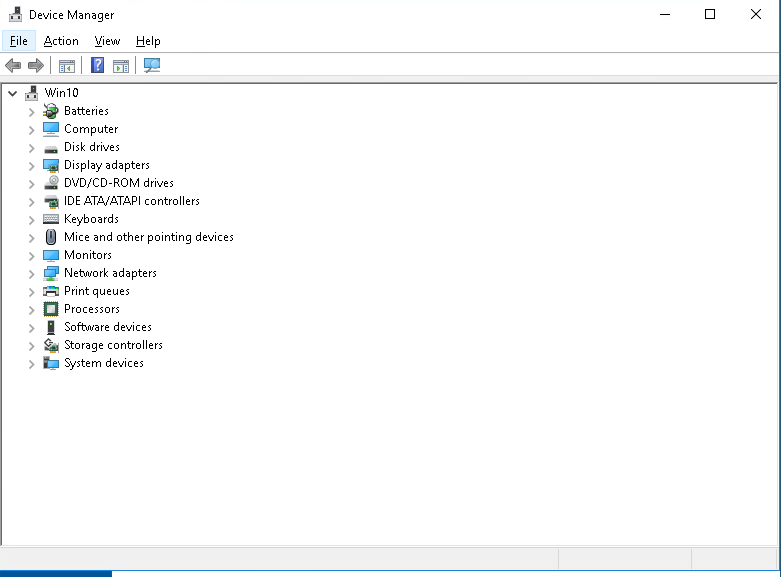 Device Manager
File Action View Help
Win10
Batteries
Computer
Disk drives
Display adapters
DVD/CD-ROM drives
IDE ATA/ATAPI controllers
Keyboards
Mice and other pointing devices
Monitors
Network adapters
Print queues
Processors
Software devices
Storage controllers
System devices